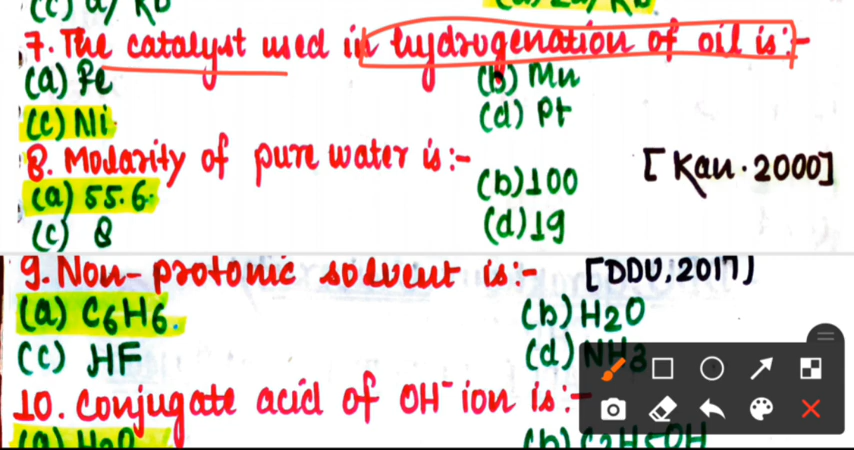 7. The catalyst used in hydrogenation of oil is:-
(a) Fe (b) Mn
(c) Ni (d) Pt
8. Molarity of pure water is:- [Kan.2000]
(a) 55.6 (b) 100
(c) 8 (d) 19
9. Non-protonic solvent is:- [DDU,2017]
(a) C6H6. (b) H2O
(c) HF (d) NH3
10. Conjugate acid of OH⁻ ion is:-
(a) H2O (b) C2H5OH